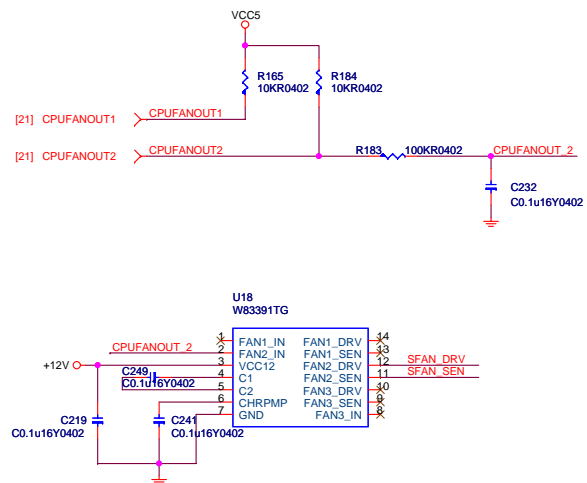 VCC5
R165
10KR0402
R184
10KR0402
[21] CPUFANOUT1
CPUFANOUT1
[21] CPUFANOUT2
CPUFANOUT2
R183
100KR0402
CPUFANOUT_2
C232
C0.1u16Y0402
U18
W83391TG
1 FAN1_IN FAN1_DRV 14
CPUFANOUT_2 2 FAN2_IN FAN1_SEN 13
+12V 3 VCC12 FAN2_DRV 12 SFAN_DRV
C249 4 C1 FAN2_SEN 11 SFAN_SEN
C0.1u16Y0402 5 C2 FAN3_DRV 10
6 CHRPMP FAN3_SEN 9
7 GND FAN3_IN 8
C219
C0.1u16Y0402
C241
C0.1u16Y0402